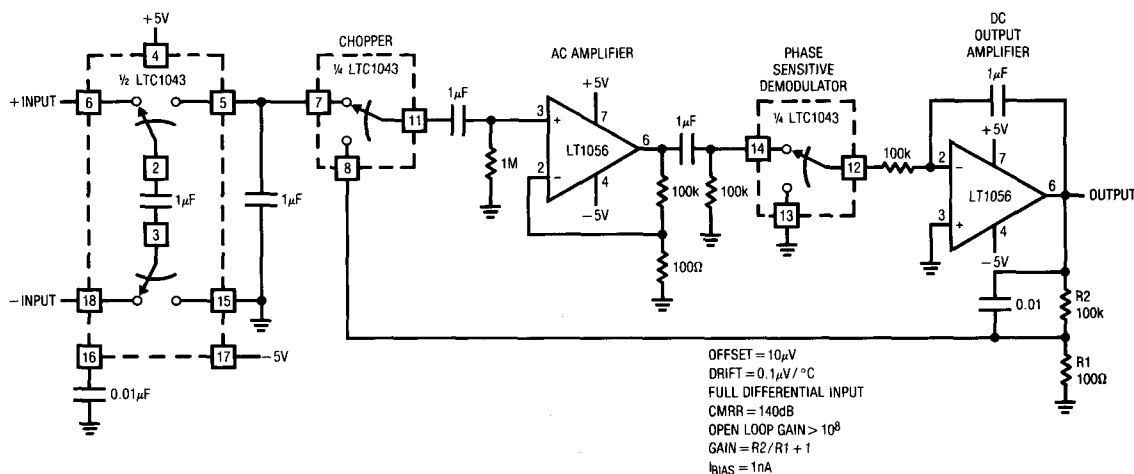 +5V
4
½ LTC1043
+INPUT
6
5
2
1µF
3
1µF
−INPUT
18
15
16
17
−5V
0.01µF
CHOPPER
¼ LTC1043
7
11
8
1µF
1M
AC AMPLIFIER
+5V
3
+
7
6
LT1056
2
−
4
−5V
100k
100Ω
1µF
100k
PHASE
SENSITIVE
DEMODULATOR
¼ LTC1043
14
12
13
100k
DC
OUTPUT
AMPLIFIER
1µF
+5V
2
−
7
6
LT1056
OUTPUT
3
+
4
−5V
0.01
R2
100k
R1
100Ω
OFFSET = 10µV
DRIFT = 0.1µV/°C
FULL DIFFERENTIAL INPUT
CMRR = 140dB
OPEN LOOP GAIN > 10⁸
GAIN = R2/R1 + 1
IBIAS = 1nA